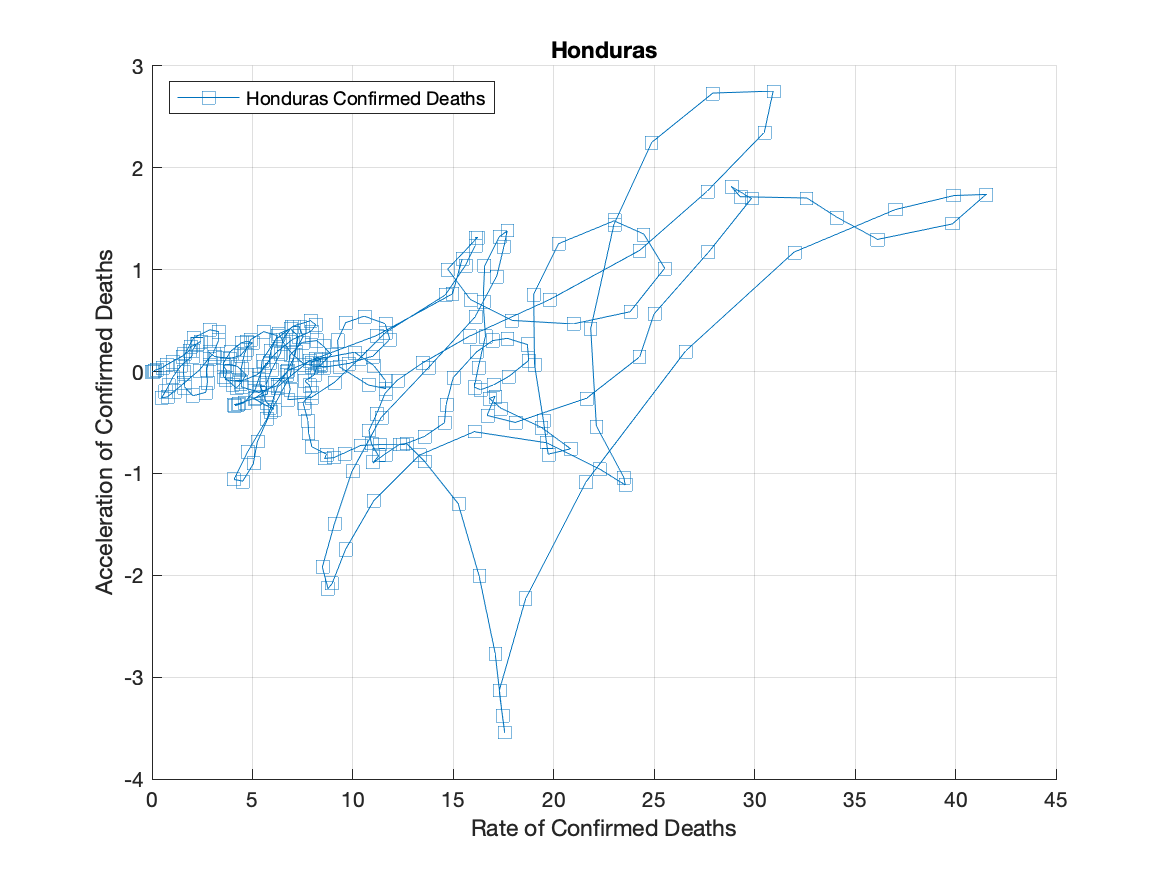 Honduras
3
Honduras Confirmed Deaths
2
1
0
-1
-2
-3
-4
Acceleration of Confirmed Deaths
0 5 10 15 20 25 30 35 40 45
Rate of Confirmed Deaths